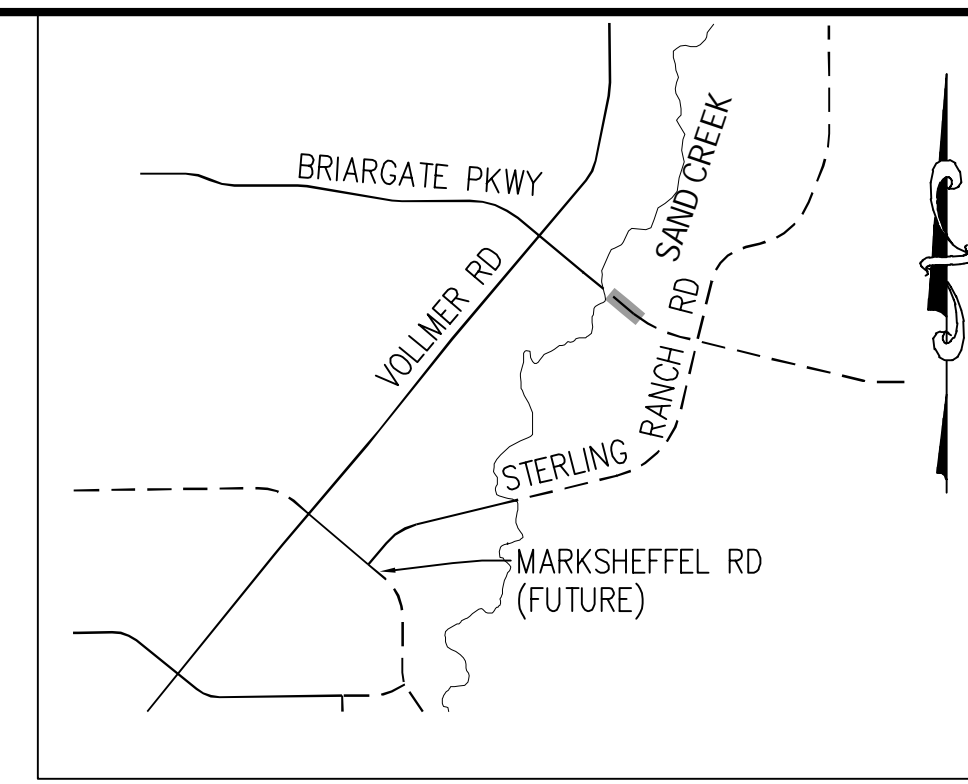 BRIARGATE PKWY
SAND CREEK
VOLLMER RD
STERLING RANCH RD
MARKSHEFFEL RD
(FUTURE)